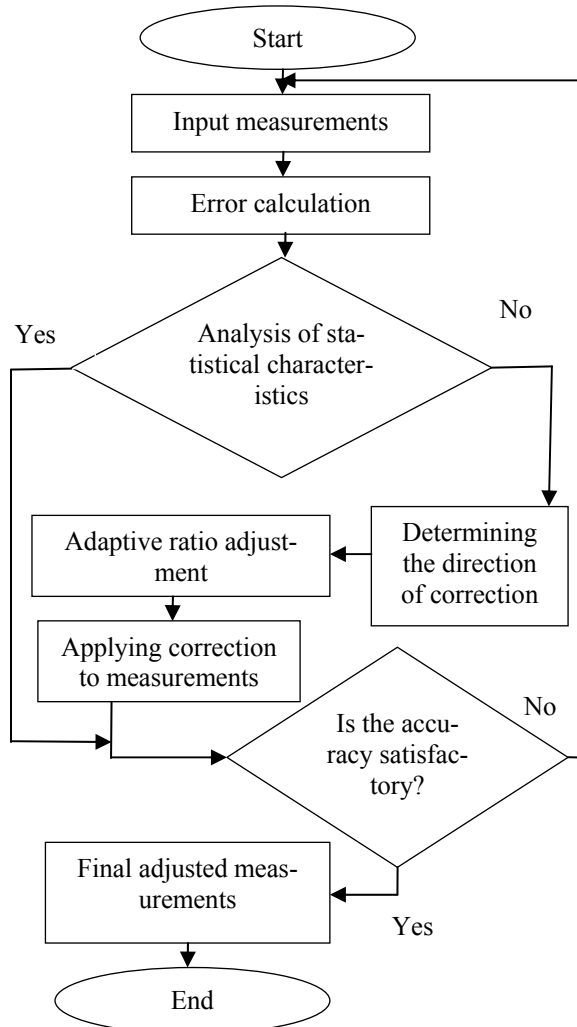 Start
Input measurements
Error calculation
Yes
No
Analysis of sta-
tistical character-
istics
Adaptive ratio adjust-
ment
Determining
the direction
of correction
Applying correction
to measurements
No
Is the accu-
racy satisfac-
tory?
Final adjusted meas-
urements
Yes
End